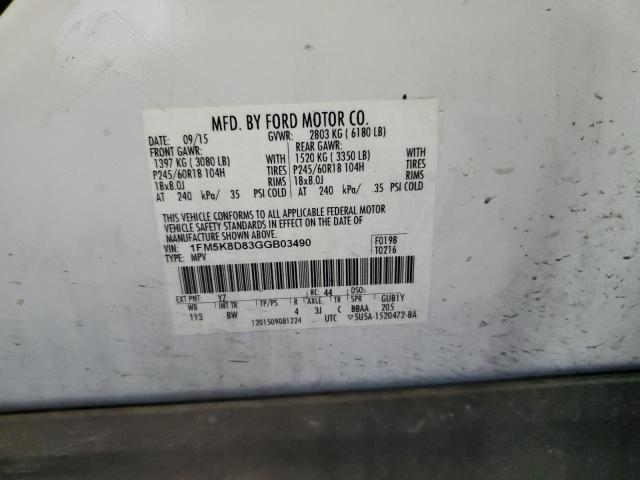 MFD. BY FORD MOTOR CO.
DATE: 09/15 GVWR: 2803 KG ( 6180 LB)
FRONT GAWR: REAR GAWR:
1397 KG ( 3080 LB) WITH 1520 KG ( 3350 LB) WITH
P245/60R18 104H TIRES P245/60R18 104H TIRES
18x8.0J RIMS 18x8.0J RIMS
AT 240 kPa/ 35 PSI COLD AT 240 kPa/ 35 PSI COLD
THIS VEHICLE CONFORMS TO ALL APPLICABLE FEDERAL MOTOR
VEHICLE SAFETY STANDARDS IN EFFECT ON THE DATE OF
MANUFACTURE SHOWN ABOVE.
VIN: 1FM5K8D83GGB03490 F0198
TYPE: MPV T0216
EXT PNT: YZ RC: 44 DSO:
WB INT TR TP/PS R AXLE TR SPR GUBTY
113 BW 4 3J C BBAA 205
1201509081224 UTC 5U5A-1520472-BA